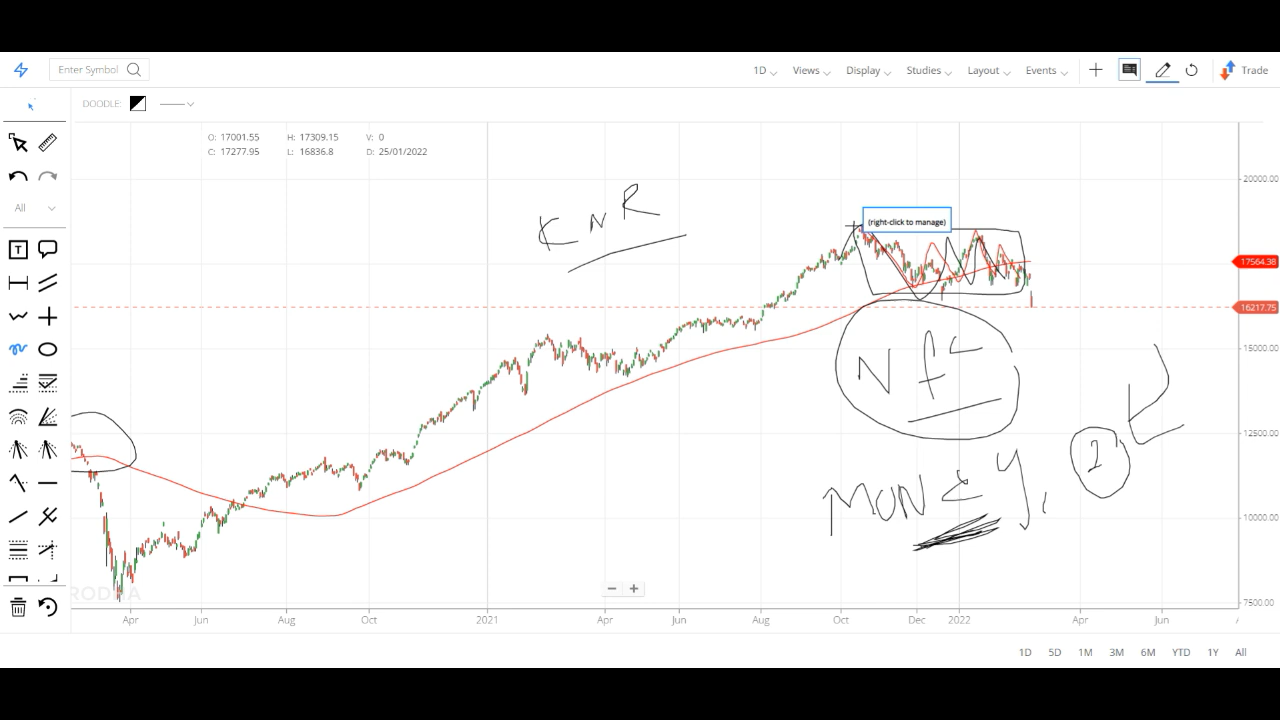 Enter Symbol
1D Views Display Studies Layout Events Trade
DOODLE:
O: 17001.55 H: 17309.15 V: 0
C: 17277.95 L: 16836.8 D: 25/01/2022
All
T
20000.00
(right-click to manage)
K N R
17564.38
16217.75
15000.00
N F
12500.00
2
MONEY,
10000.00
7500.00
Apr Jun Aug Oct 2021 Apr Jun Aug Oct Dec 2022 Apr Jun
1D 5D 1M 3M 6M YTD 1Y All